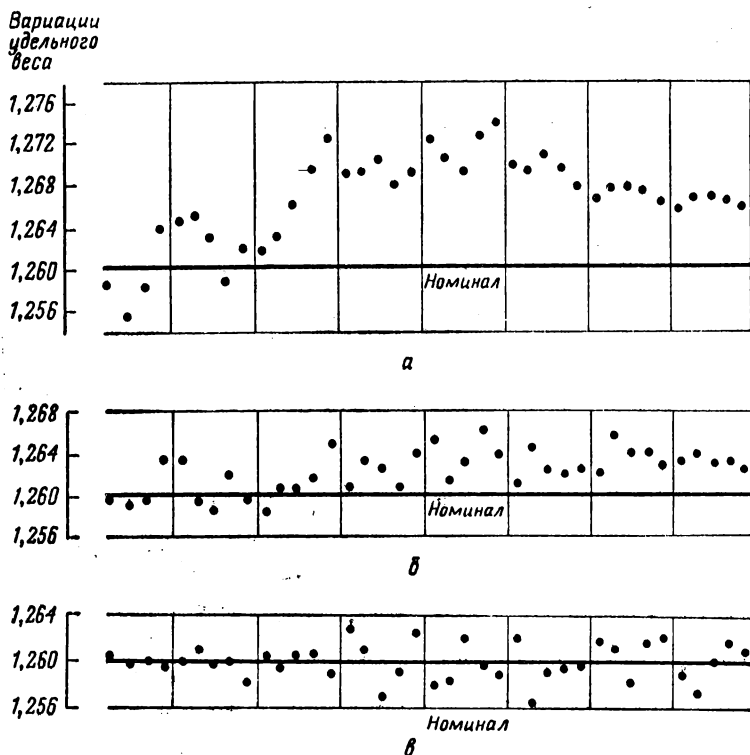 Вариации
удельного
веса
1,276
1,272
1,268
1,264
1,260
1,256
Номинал
а
1,268
1,264
1,260
1,256
Номинал
б
1,264
1,260
1,256
Номинал
в